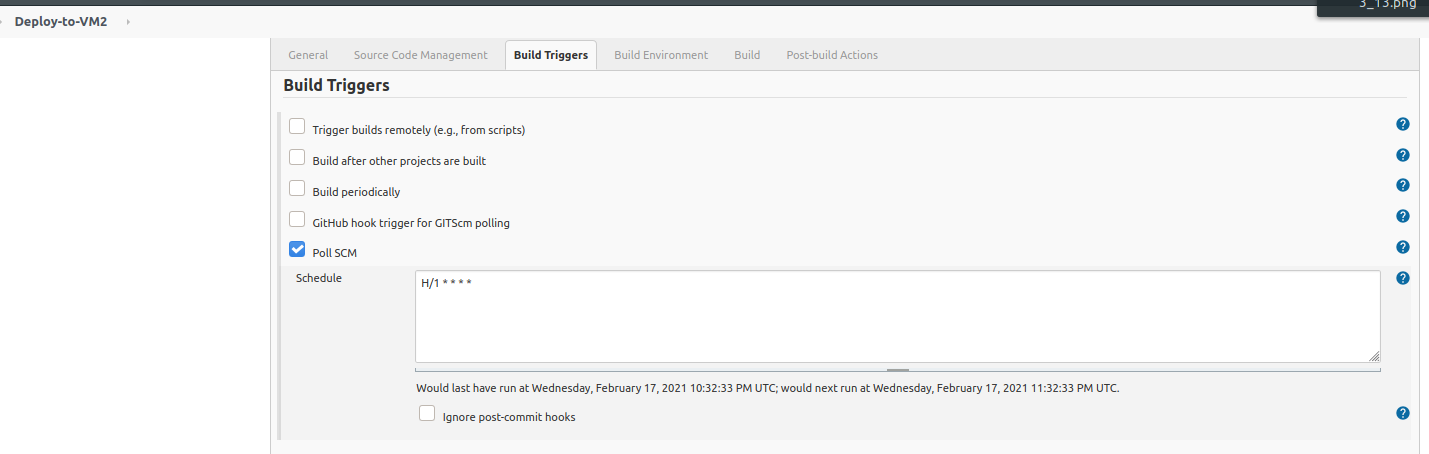 3_13.png
Deploy-to-VM2
General Source Code Management Build Triggers Build Environment Build Post-build Actions
Build Triggers
Trigger builds remotely (e.g., from scripts)
Build after other projects are built
Build periodically
GitHub hook trigger for GITScm polling
Poll SCM
Schedule
H/1 * * * *
Would last have run at Wednesday, February 17, 2021 10:32:33 PM UTC; would next run at Wednesday, February 17, 2021 11:32:33 PM UTC.
Ignore post-commit hooks